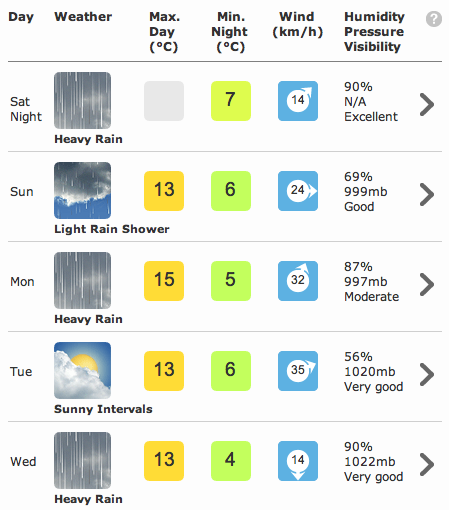 Day Weather Max. Day (°C) Min. Night (°C) Wind (km/h) Humidity Pressure Visibility ?
Sat Night
Heavy Rain
7
14
90%
N/A
Excellent
Sun
Light Rain Shower
13
6
24
69%
999mb
Good
Mon
Heavy Rain
15
5
32
87%
997mb
Moderate
Tue
Sunny Intervals
13
6
35
56%
1020mb
Very good
Wed
Heavy Rain
13
4
14
90%
1022mb
Very good